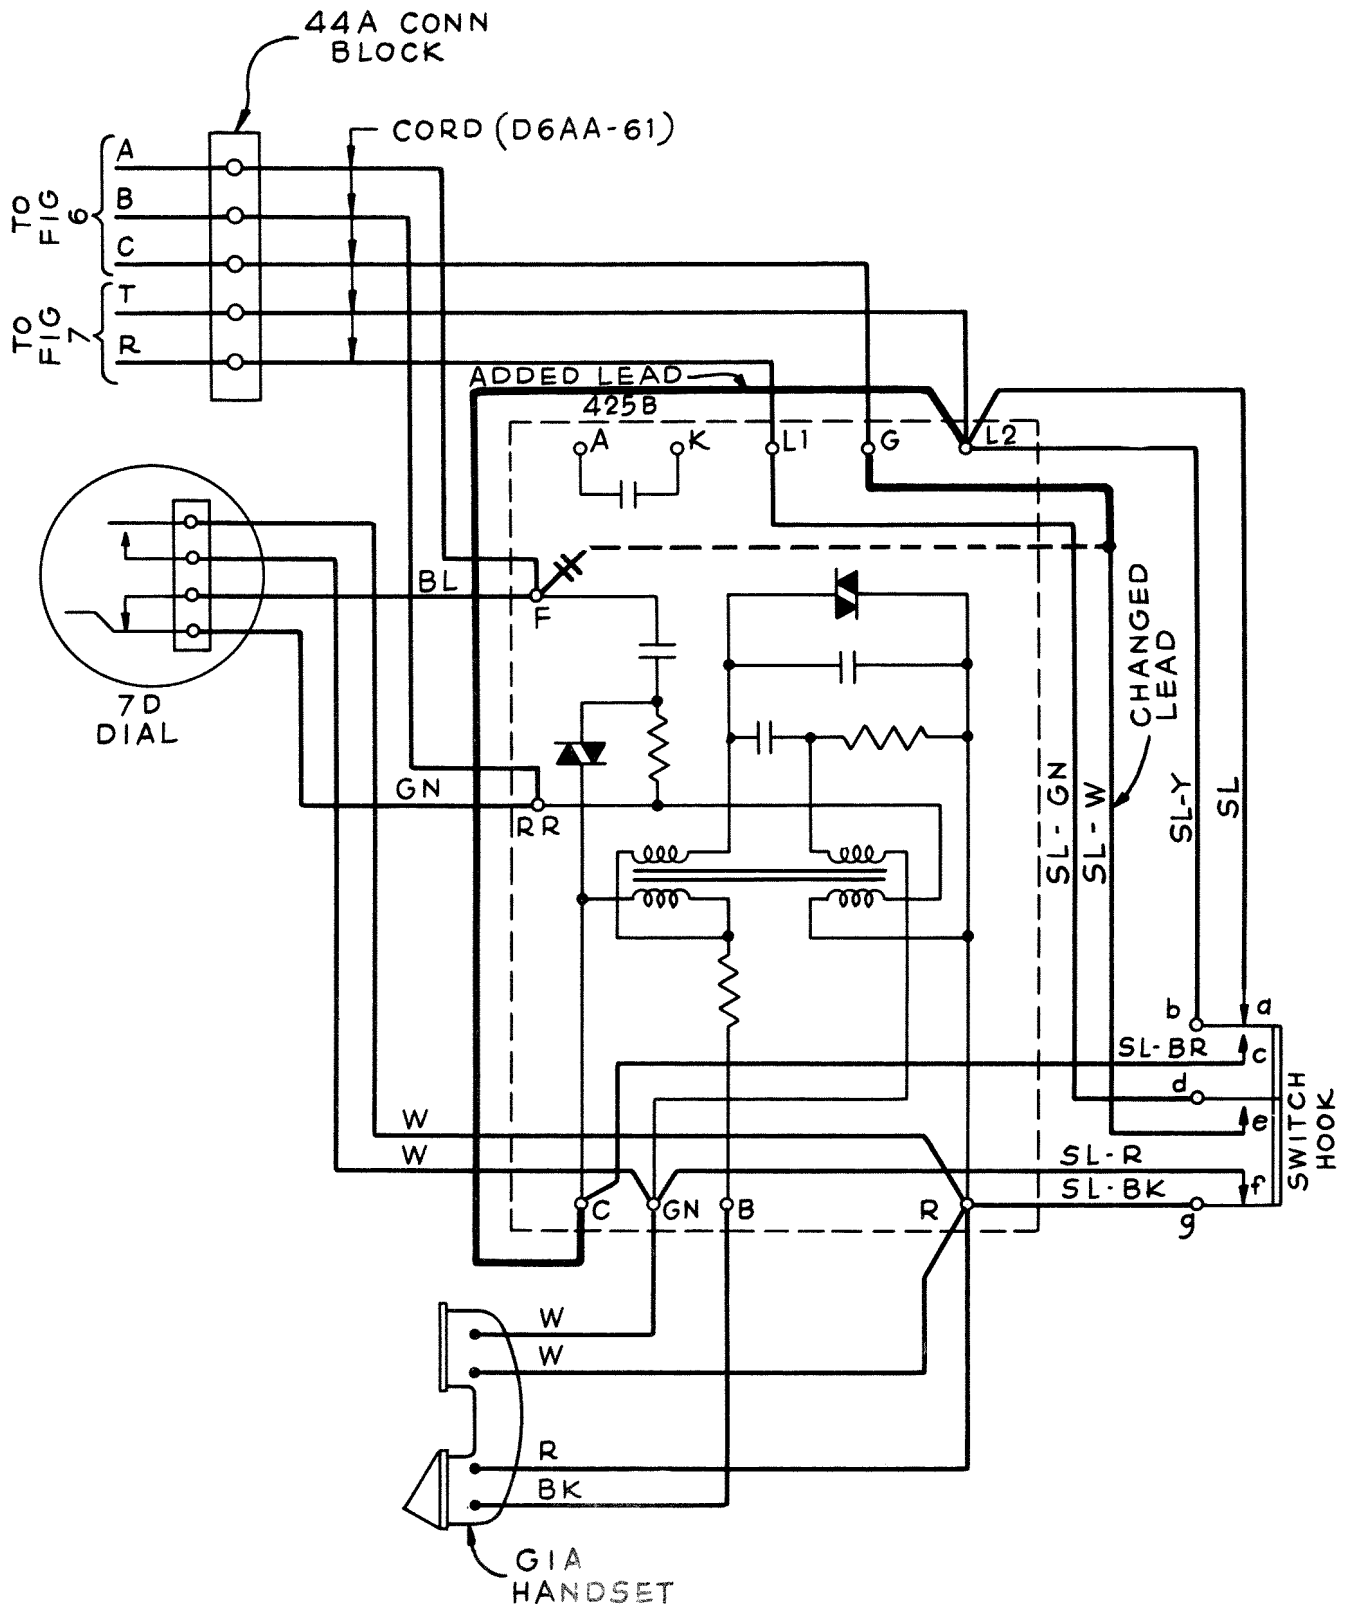 44A CONN
BLOCK
CORD (D6AA-61)
A
B
C
T
R
TO
FIG
6
TO
FIG
7
ADDED LEAD
425B
A
K
L1
G
L2
BL
F
7D
DIAL
GN
RR
CHANGED
LEAD
SL-GN
SL-W
SL-Y
SL
b
a
SL-BR
c
d
e
SWITCH
HOOK
W
W
SL-R
SL-BK
f
g
C
GN
B
R
W
W
R
BK
G1A
HANDSET